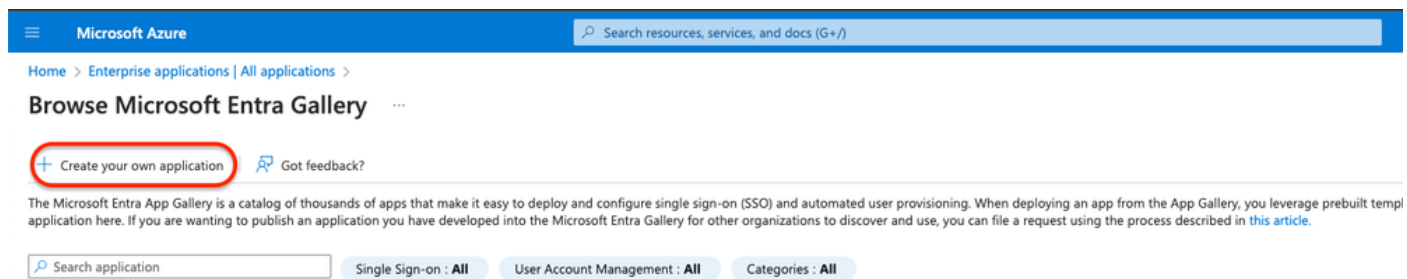 Microsoft Azure
Search resources, services, and docs (G+/)
Home > Enterprise applications | All applications >
Browse Microsoft Entra Gallery ...
+ Create your own application
Got feedback?
The Microsoft Entra App Gallery is a catalog of thousands of apps that make it easy to deploy and configure single sign-on (SSO) and automated user provisioning. When deploying an app from the App Gallery, you leverage prebuilt templ
application here. If you are wanting to publish an application you have developed into the Microsoft Entra Gallery for other organizations to discover and use, you can file a request using the process described in this article.
Search application
Single Sign-on : All
User Account Management : All
Categories : All